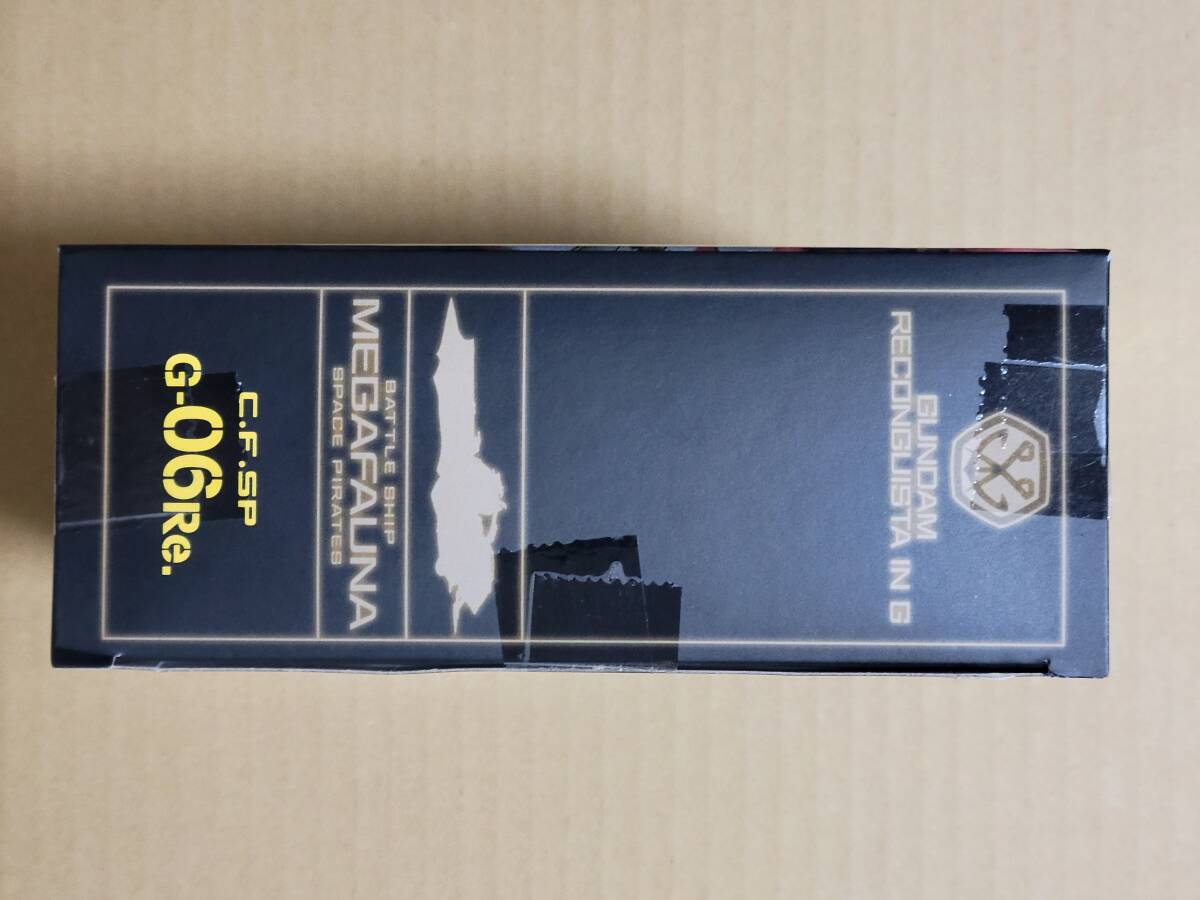 GUNDAM
RECONGUISTA IN G
BATTLE SHIP
MEGAFAUNA
SPACE PIRATES
C.F.SP
G-06Re.